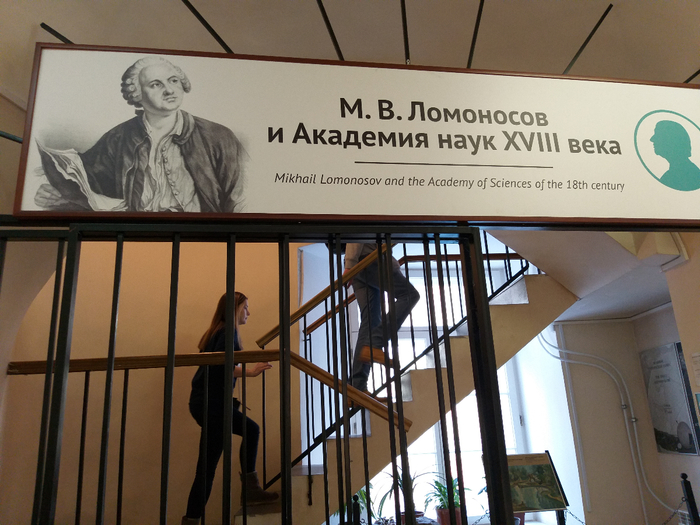 М. В. Ломоносов
и Академия наук XVIII века
Mikhail Lomonosov and the Academy of Sciences of the 18th century